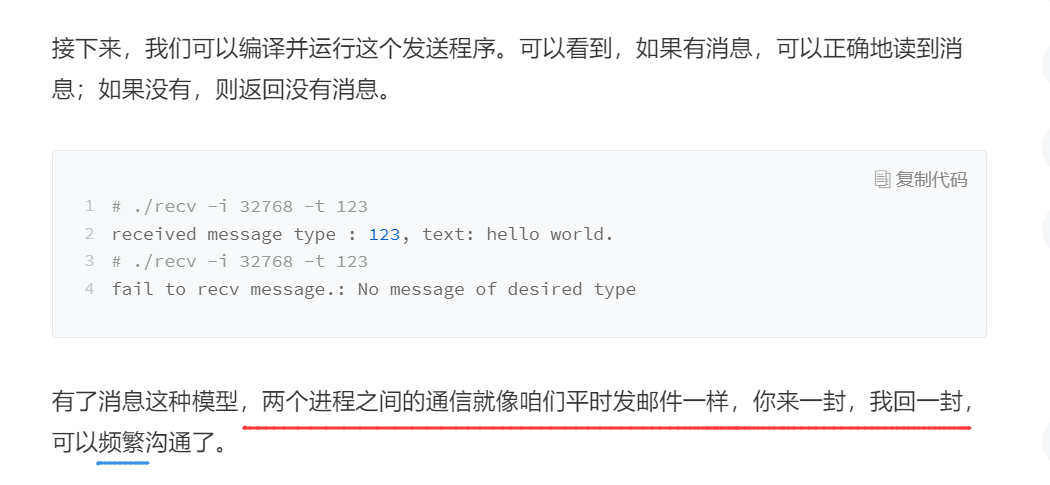 接下来，我们可以编译并运行这个发送程序。可以看到，如果有消息，可以正确地读到消
息；如果没有，则返回没有消息。
复制代码
1 # ./recv -i 32768 -t 123
2 received message type : 123, text: hello world.
3 # ./recv -i 32768 -t 123
4 fail to recv message.: No message of desired type
有了消息这种模型，两个进程之间的通信就像咱们平时发邮件一样，你来一封，我回一封，
可以频繁沟通了。